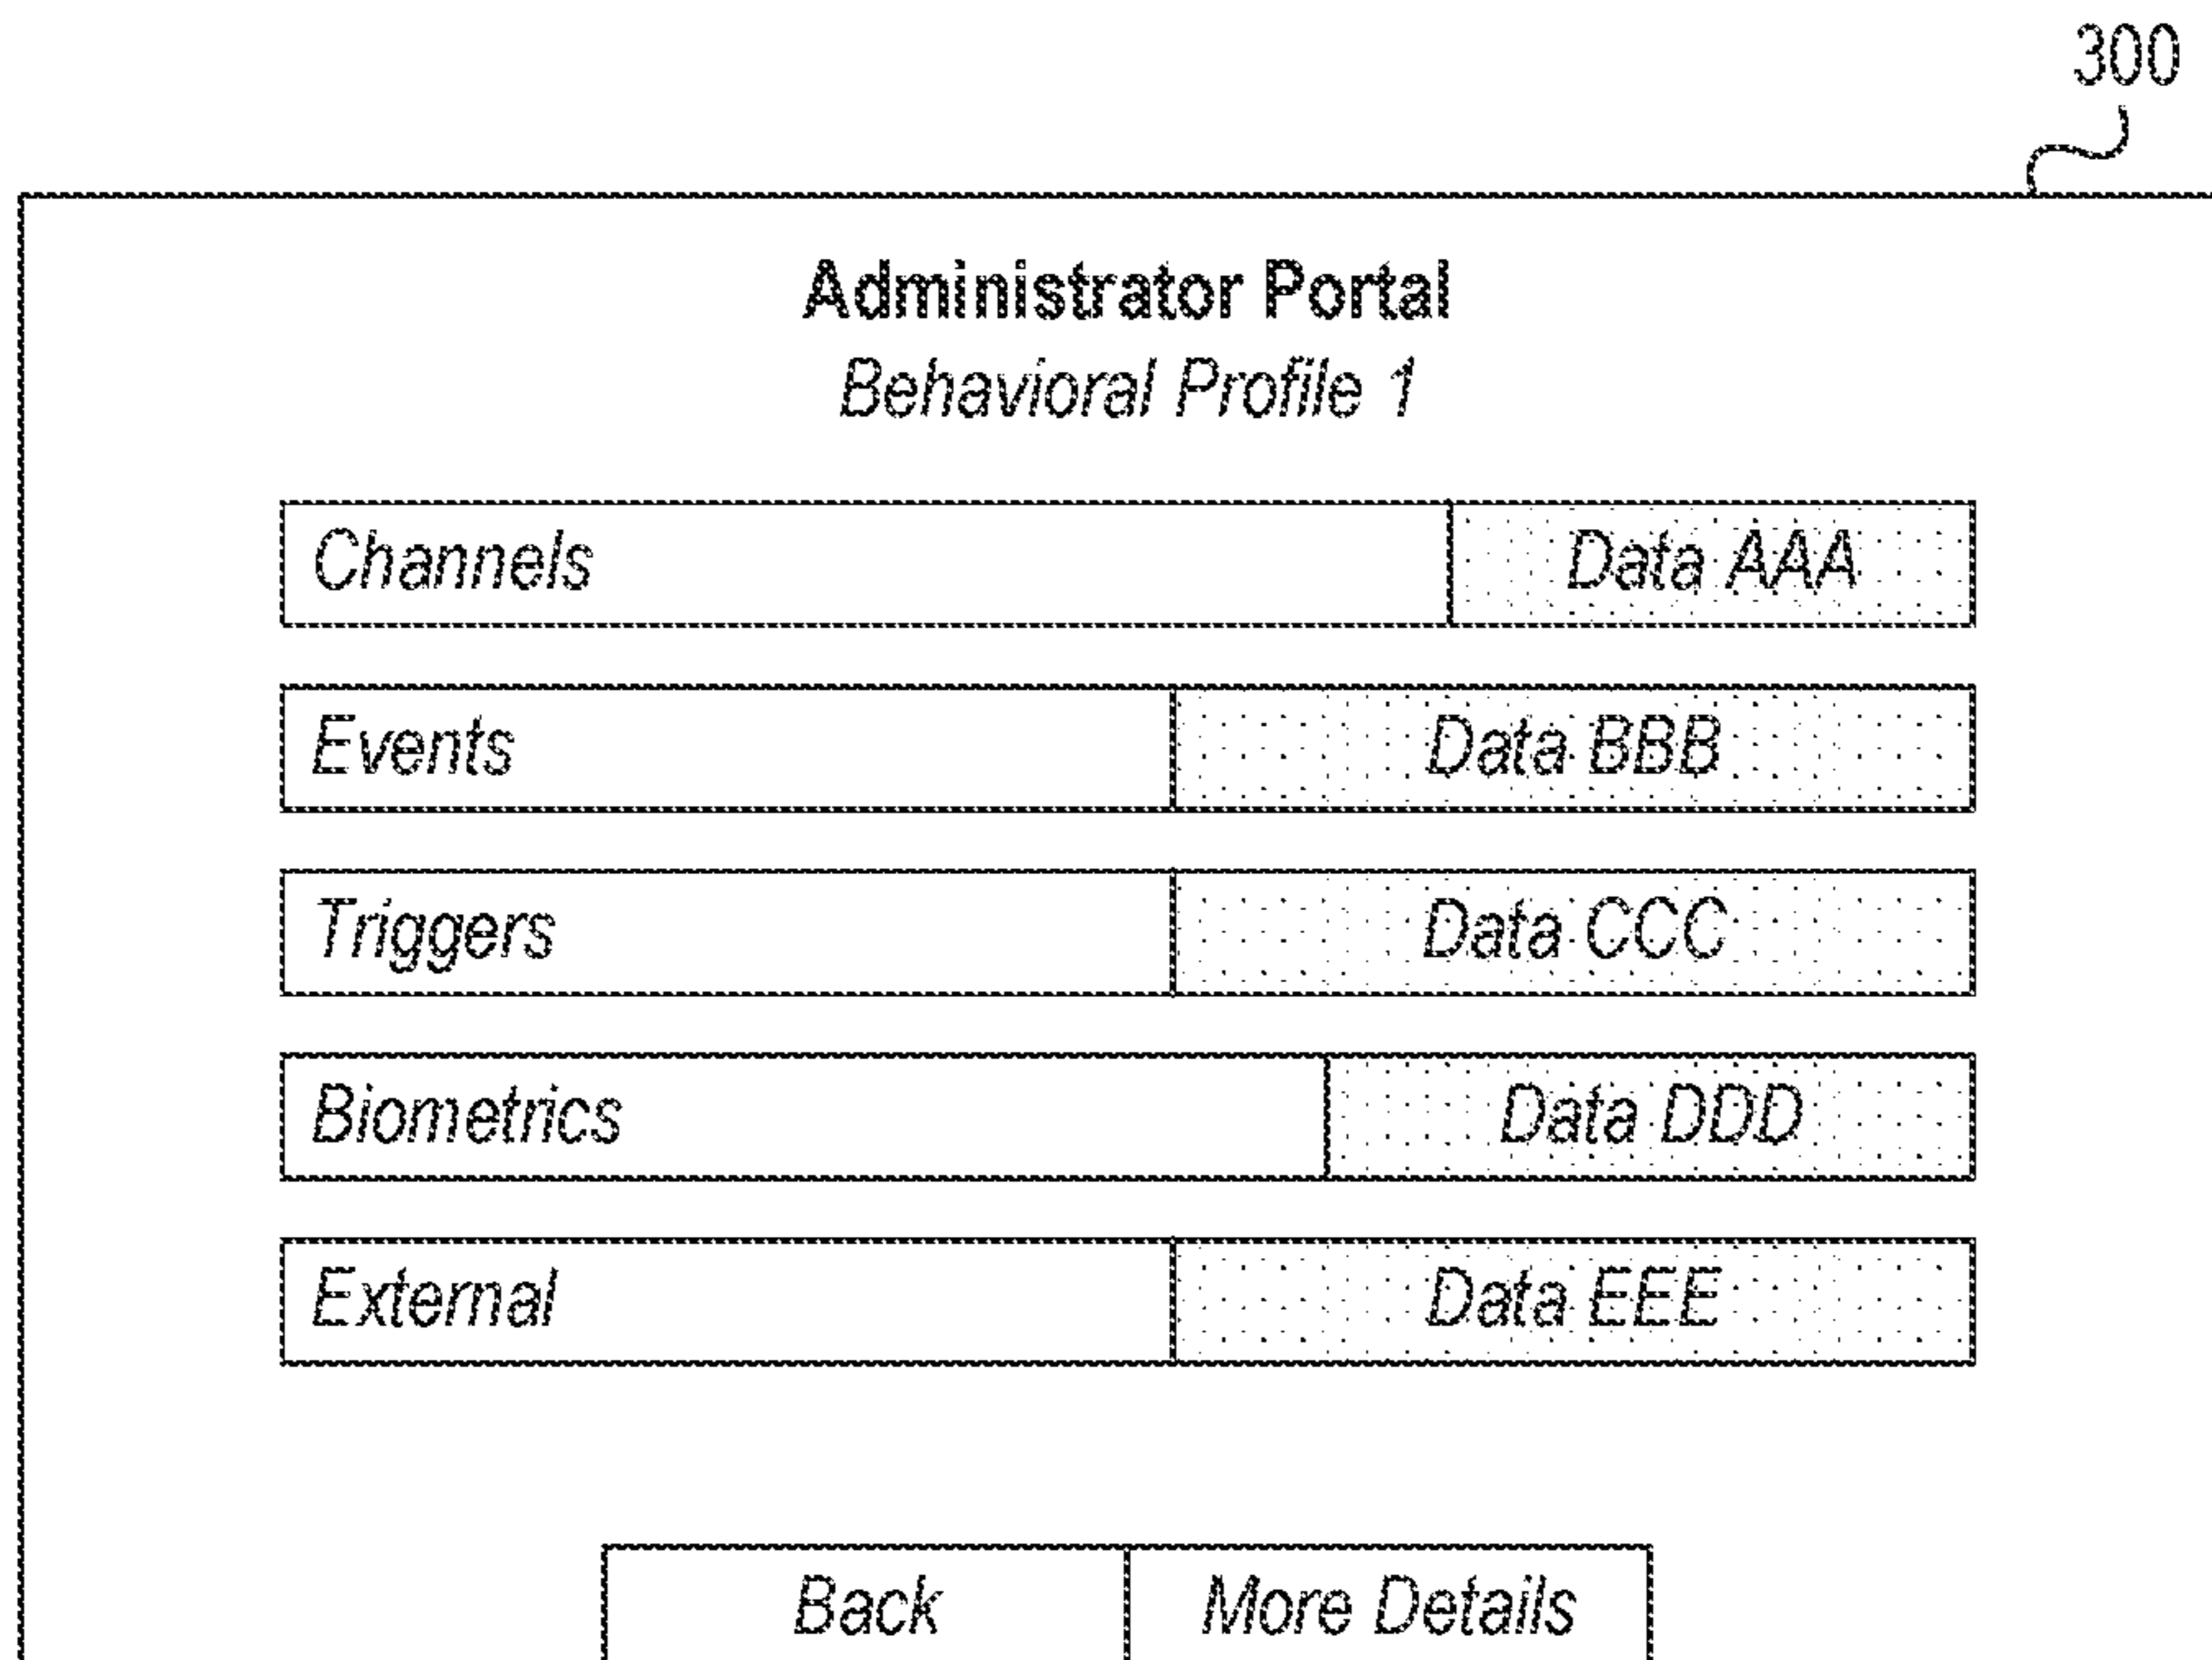 300
Administrator Portal
Behavioral Profile 1
Channels Data AAA
Events Data BBB
Triggers Data CCC
Biometrics Data DDD
External Data EEE
Back More Details